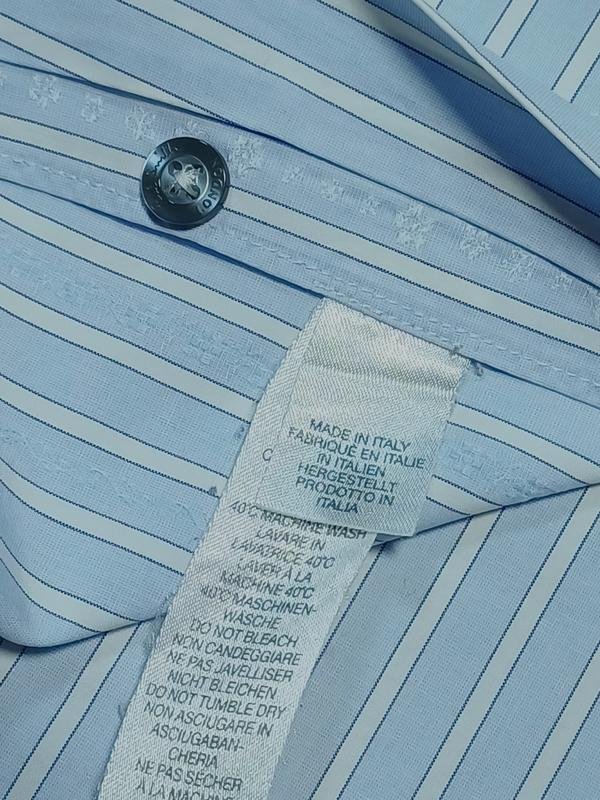 MADE IN ITALY
FABRIQUÉ EN ITALIE
IN ITALIEN
HERGESTELLT
PRODOTTO IN
ITALIA
C
40°C MACHINE WASH
LAVARE IN
LAVATRICE 40°C
LAVER À LA
MACHINE 40°C
40°C MASCHINEN-
WÄSCHE
DO NOT BLEACH
NON CANDEGGIARE
NE PAS JAVELLISER
NICHT BLEICHEN
DO NOT TUMBLE DRY
NON ASCIUGARE IN
ASCIUGABAN-
CHERIA
NE PAS SÉCHER
À LA MACHINE